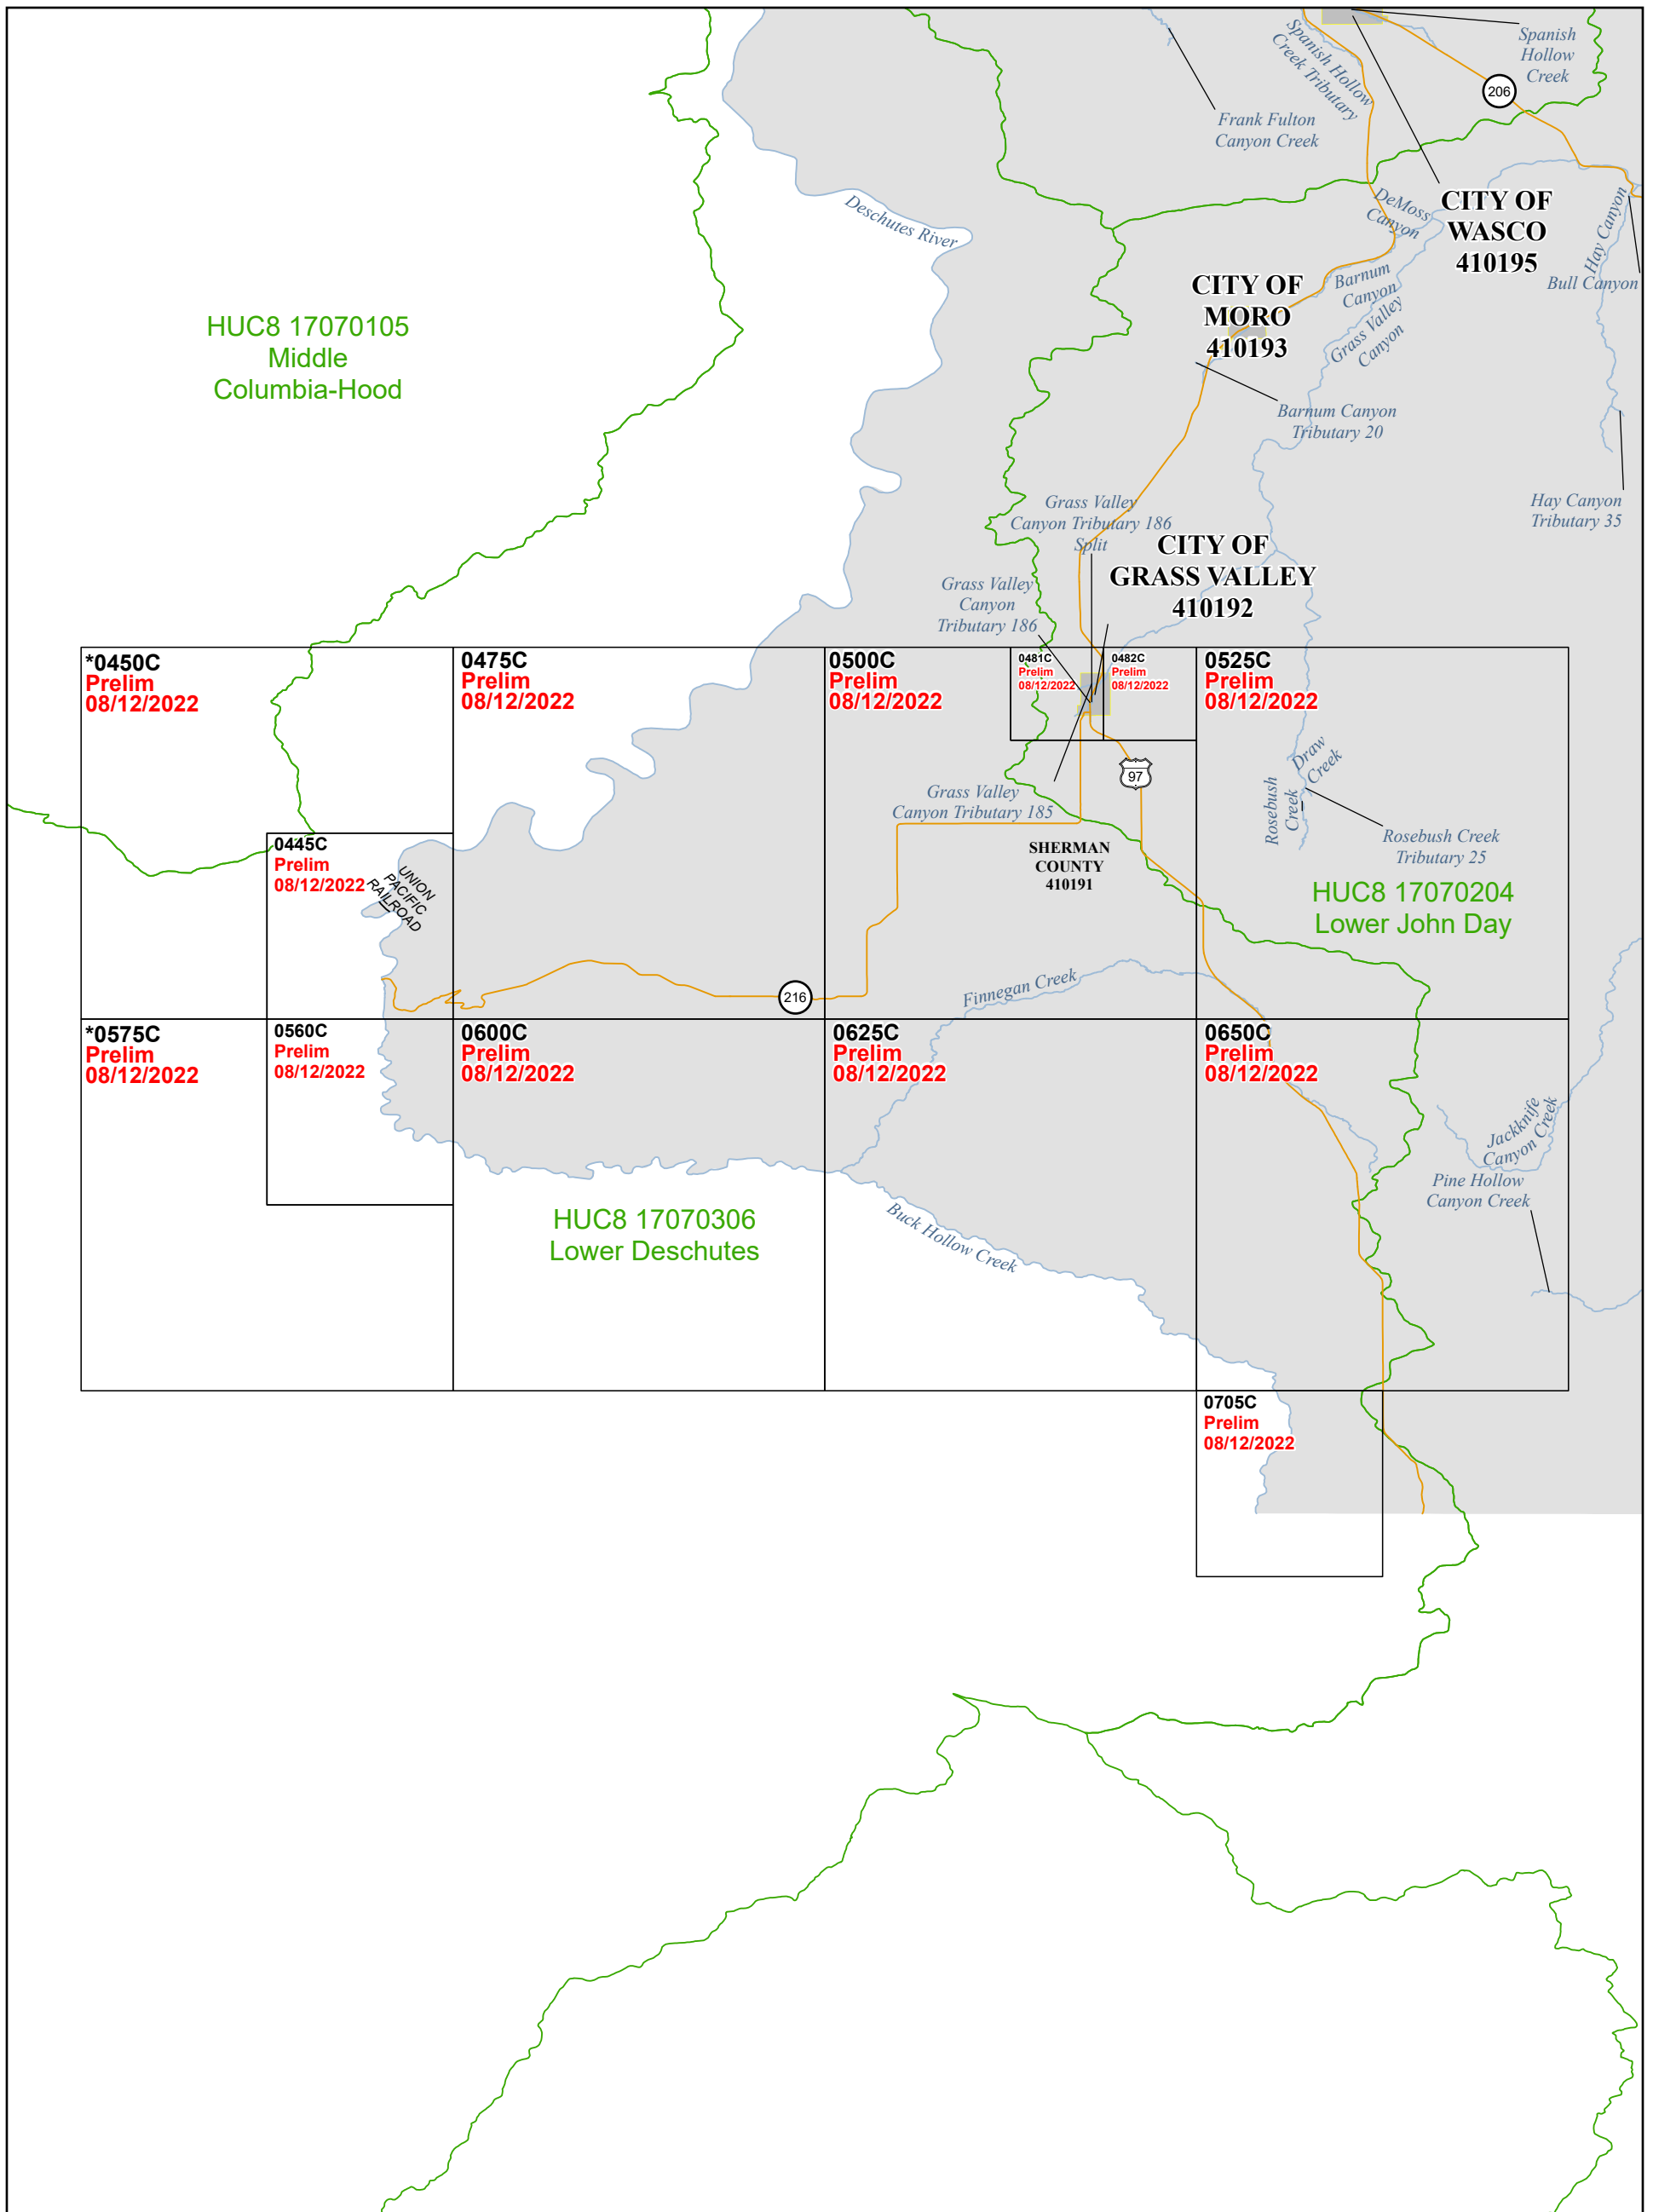 Spanish
Hollow
Creek
Spanish Hollow
Creek Tributary
206
Frank Fulton
Canyon Creek
Deschutes River
DeMoss
Canyon
CITY OF
WASCO
410195
Hay Canyon
Bull Canyon
Barnum
Canyon
CITY OF
MORO
410193
Grass Valley
Canyon
HUC8 17070105
Middle
Columbia-Hood
Barnum Canyon
Tributary 20
Hay Canyon
Tributary 35
Grass Valley
Canyon Tributary 186
Split
CITY OF
GRASS VALLEY
410192
Grass Valley
Canyon
Tributary 186
*0450C
Prelim
08/12/2022
0475C
Prelim
08/12/2022
0500C
Prelim
08/12/2022
0481C
Prelim
08/12/2022
0482C
Prelim
08/12/2022
0525C
Prelim
08/12/2022
97
Draw
Creek
Rosebush
Creek
Grass Valley
Canyon Tributary 185
Rosebush Creek
Tributary 25
0445C
Prelim
08/12/2022
UNION
PACIFIC
RAILROAD
SHERMAN
COUNTY
410191
HUC8 17070204
Lower John Day
Finnegan Creek
216
*0575C
Prelim
08/12/2022
0560C
Prelim
08/12/2022
0600C
Prelim
08/12/2022
0625C
Prelim
08/12/2022
0650C
Prelim
08/12/2022
Jackknife
Canyon Creek
Pine Hollow
Canyon Creek
HUC8 17070306
Lower Deschutes
Buck Hollow Creek
0705C
Prelim
08/12/2022